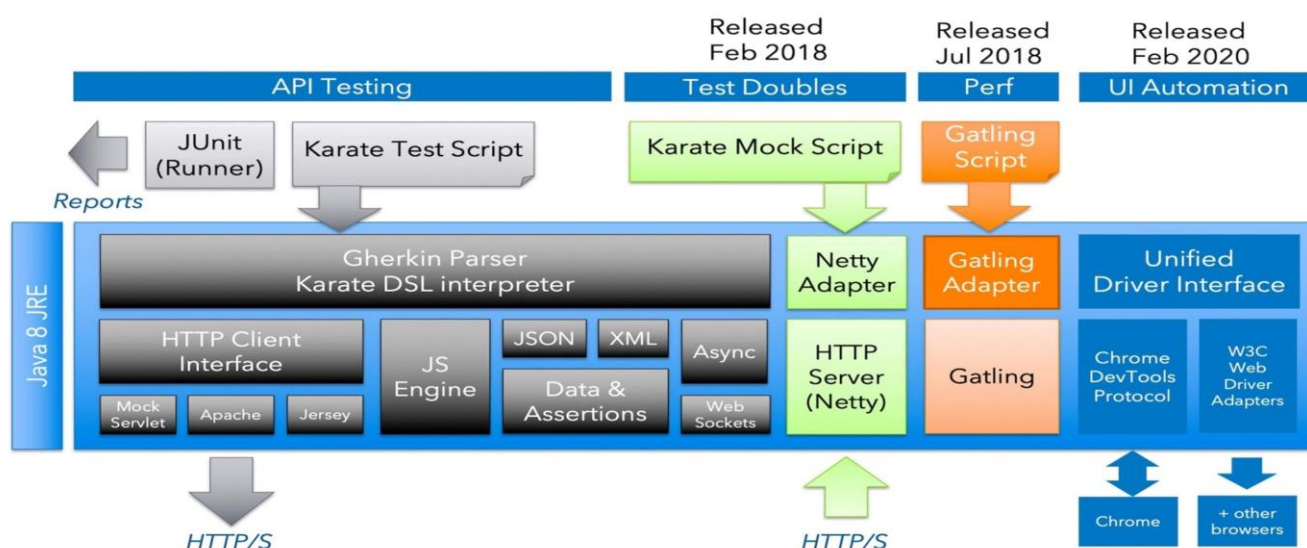 Released
Feb 2018
Released
Jul 2018
Released
Feb 2020
API Testing
Test Doubles
Perf
UI Automation
Reports
JUnit
(Runner)
Karate Test Script
Karate Mock Script
Gatling
Script
Java 8 JRE
Gherkin Parser
Karate DSL interpreter
Netty
Adapter
Gatling
Adapter
Unified
Driver Interface
HTTP Client
Interface
Mock
Servlet
Apache
Jersey
JS
Engine
JSON
XML
Data &
Assertions
Async
Web
Sockets
HTTP
Server
(Netty)
Gatling
Chrome
DevTools
Protocol
W3C
Web
Driver
Adapters
HTTP/S
HTTP/S
Chrome
+ other
browsers